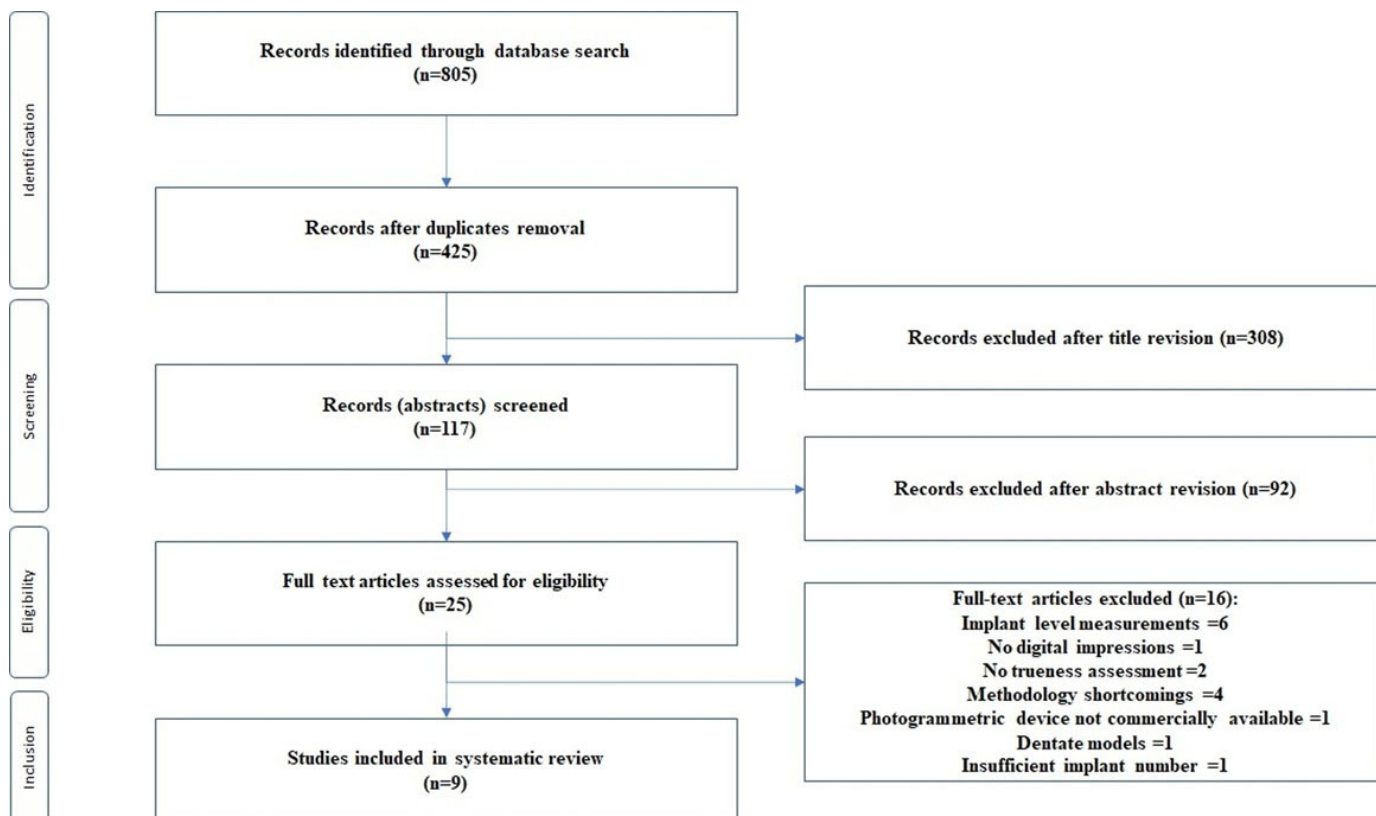 Identification
Records identified through database search
(n=805)
Records after duplicates removal
(n=425)
Records excluded after title revision (n=308)
Screening
Records (abstracts) screened
(n=117)
Records excluded after abstract revision (n=92)
Eligibility
Full text articles assessed for eligibility
(n=25)
Full-text articles excluded (n=16):
Implant level measurements =6
No digital impressions =1
No trueness assessment =2
Methodology shortcomings =4
Photogrammetric device not commercially available =1
Dentate models =1
Insufficient implant number =1
Inclusion
Studies included in systematic review
(n=9)